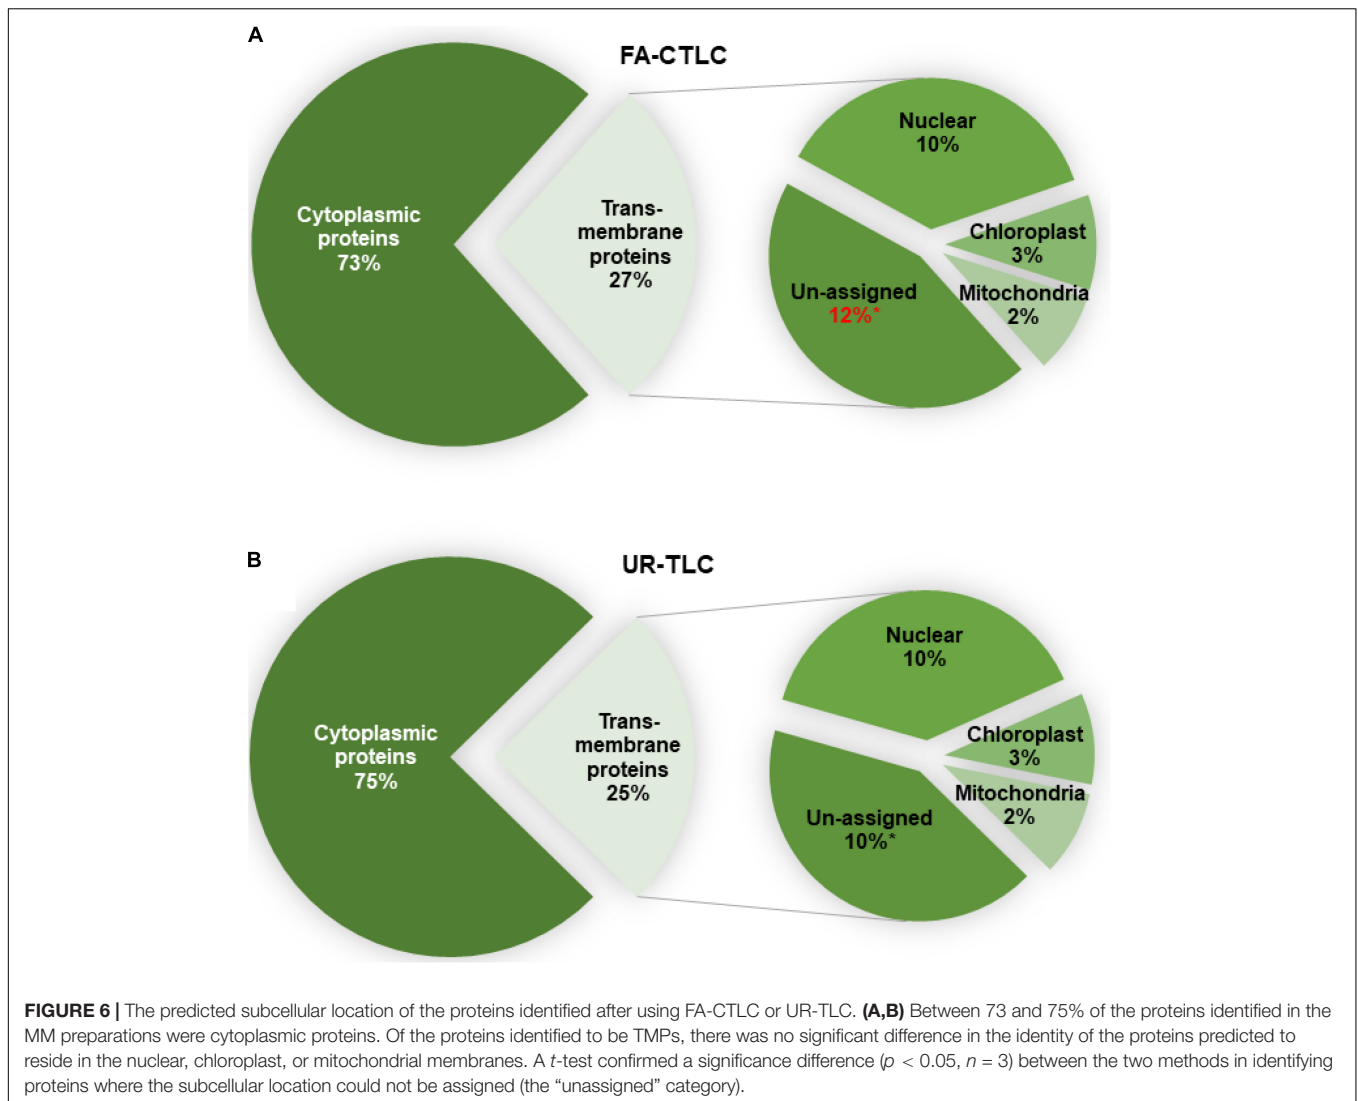 A
FA-CTLC
Cytoplasmic
proteins
73%
Trans-
membrane
proteins
27%
Nuclear
10%
Chloroplast
3%
Mitochondria
2%
Un-assigned
12%*
B
UR-TLC
Cytoplasmic
proteins
75%
Trans-
membrane
proteins
25%
Nuclear
10%
Chloroplast
3%
Mitochondria
2%
Un-assigned
10%*
FIGURE 6 | The predicted subcellular location of the proteins identified after using FA-CTLC or UR-TLC. (A,B) Between 73 and 75% of the proteins identified in the
MM preparations were cytoplasmic proteins. Of the proteins identified to be TMPs, there was no significant difference in the identity of the proteins predicted to
reside in the nuclear, chloroplast, or mitochondrial membranes. A t-test confirmed a significance difference (p < 0.05, n = 3) between the two methods in identifying
proteins where the subcellular location could not be assigned (the “unassigned” category).